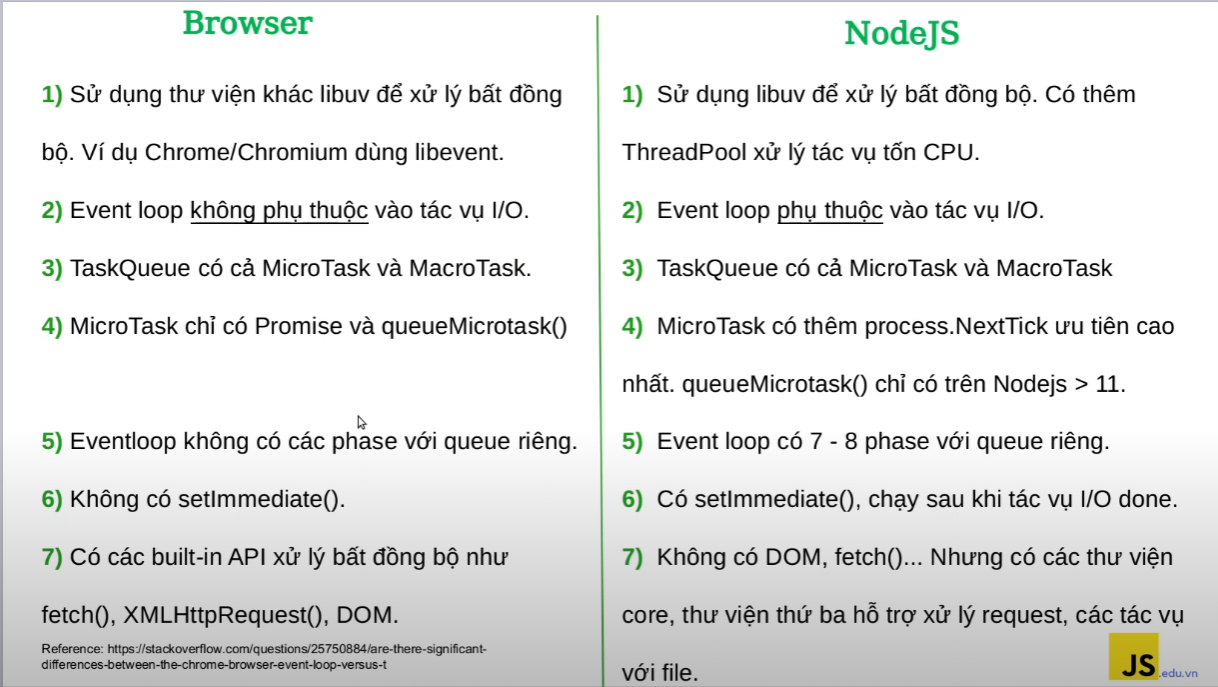 Browser
1) Sử dụng thư viện khác libuv để xử lý bất đồng
bộ. Ví dụ Chrome/Chromium dùng libevent.
2) Event loop không phụ thuộc vào tác vụ I/O.
3) TaskQueue có cả MicroTask và MacroTask.
4) MicroTask chỉ có Promise và queueMicrotask()
5) Eventloop không có các phase với queue riêng.
6) Không có setImmediate().
7) Có các built-in API xử lý bất đồng bộ như
fetch(), XMLHttpRequest(), DOM.
Reference: https://stackoverflow.com/questions/25750884/are-there-significant-
differences-between-the-chrome-browser-event-loop-versus-t
NodeJS
1) Sử dụng libuv để xử lý bất đồng bộ. Có thêm
ThreadPool xử lý tác vụ tốn CPU.
2) Event loop phụ thuộc vào tác vụ I/O.
3) TaskQueue có cả MicroTask và MacroTask
4) MicroTask có thêm process.NextTick ưu tiên cao
nhất. queueMicrotask() chỉ có trên Nodejs > 11.
5) Event loop có 7 - 8 phase với queue riêng.
6) Có setImmediate(), chạy sau khi tác vụ I/O done.
7) Không có DOM, fetch()... Nhưng có các thư viện
core, thư viện thứ ba hỗ trợ xử lý request, các tác vụ
với file.
JS.edu.vn